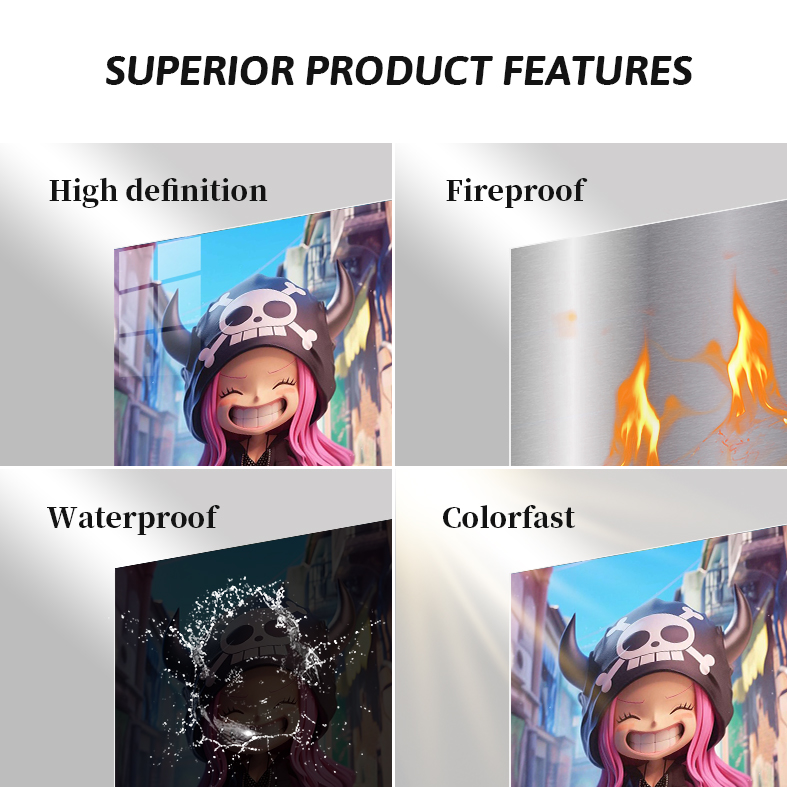 SUPERIOR PRODUCT FEATURES
High definition
Fireproof
Waterproof
Colorfast